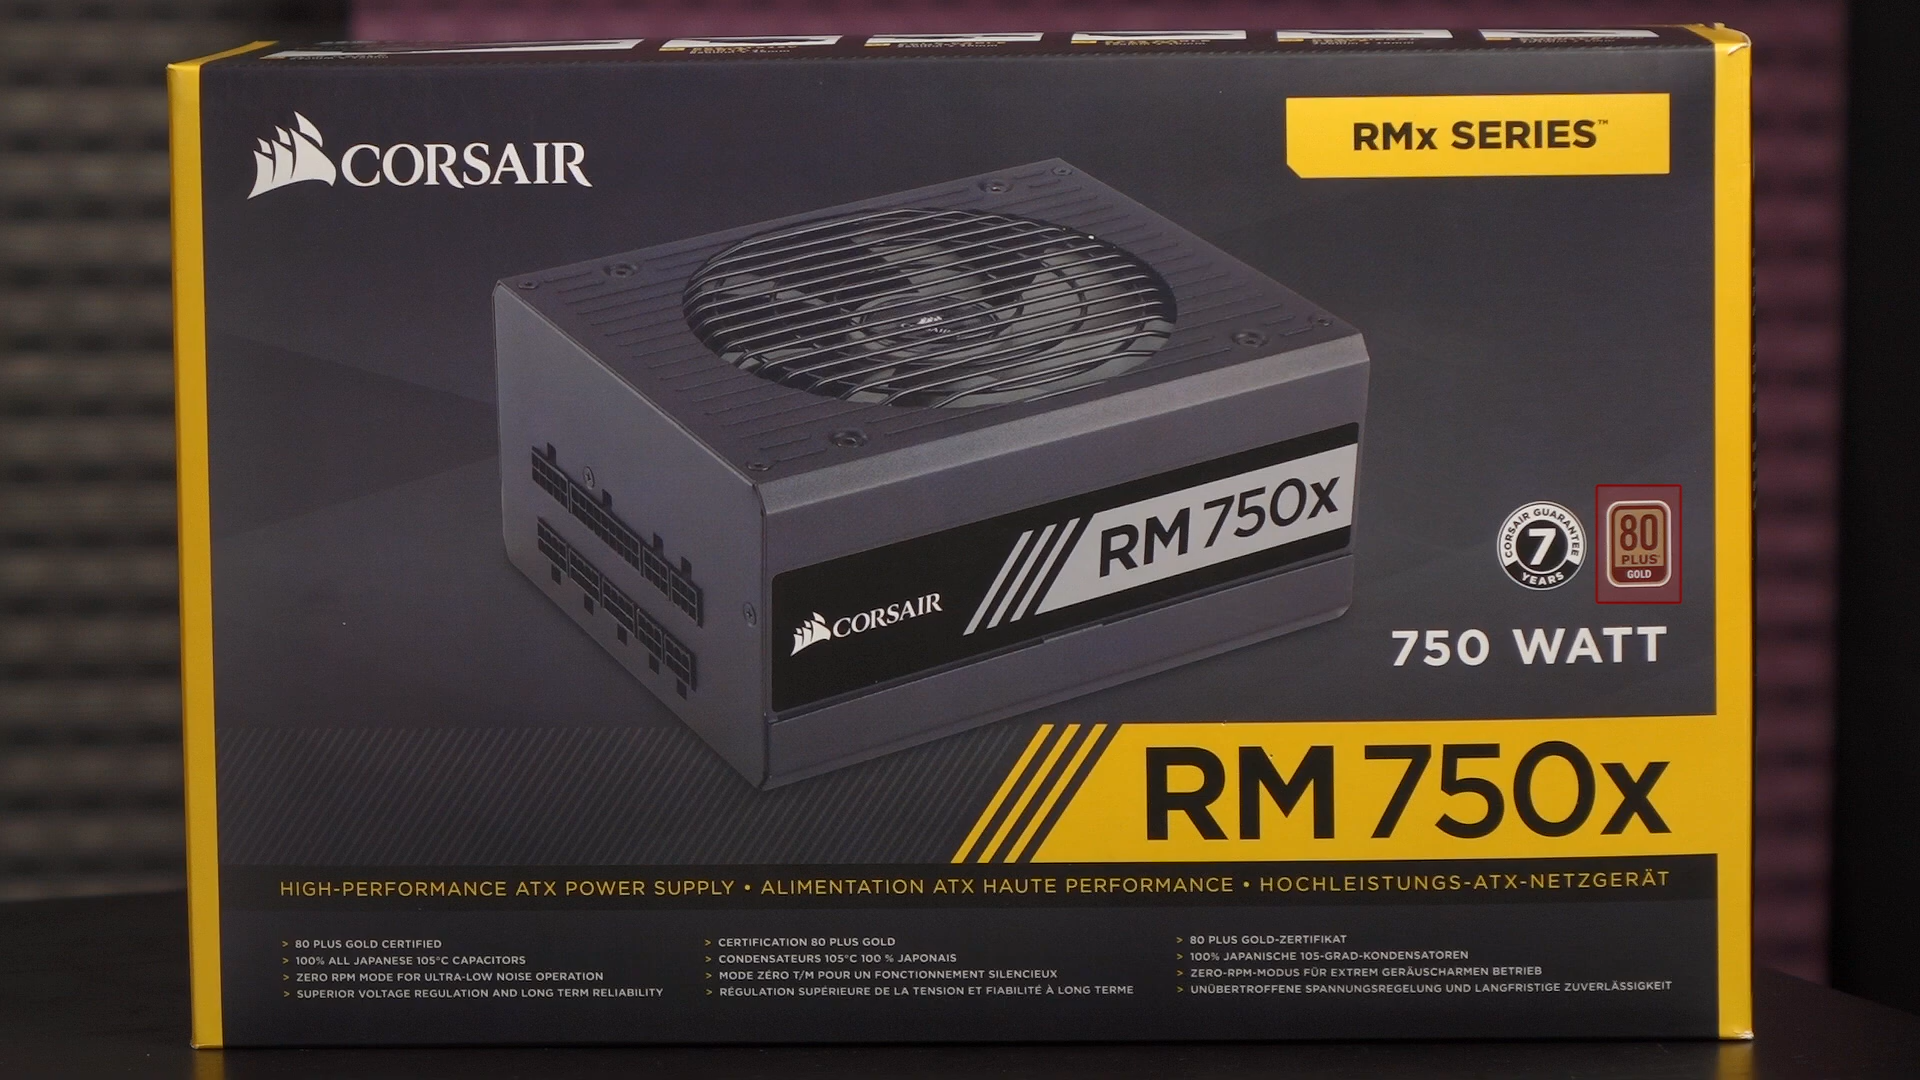 CORSAIR
RMx SERIES™
RM750x
CORSAIR
CORSAIR GUARANTEE
7
YEARS
80
PLUS
GOLD
750 WATT
RM750x
HIGH-PERFORMANCE ATX POWER SUPPLY • ALIMENTATION ATX HAUTE PERFORMANCE • HOCHLEISTUNGS-ATX-NETZGERÄT
> 80 PLUS GOLD CERTIFIED
> 100% ALL JAPANESE 105°C CAPACITORS
> ZERO RPM MODE FOR ULTRA-LOW NOISE OPERATION
> SUPERIOR VOLTAGE REGULATION AND LONG TERM RELIABILITY
> CERTIFICATION 80 PLUS GOLD
> CONDENSATEURS 105°C 100 % JAPONAIS
> MODE ZÉRO T/M POUR UN FONCTIONNEMENT SILENCIEUX
> RÉGULATION SUPÉRIEURE DE LA TENSION ET FIABILITÉ À LONG TERME
> 80 PLUS GOLD-ZERTIFIKAT
> 100% JAPANISCHE 105-GRAD-KONDENSATOREN
> ZERO-RPM-MODUS FÜR EXTREM GERÄUSCHARMEN BETRIEB
> UNÜBERTROFFENE SPANNUNGSREGELUNG UND LANGFRISTIGE ZUVERLÄSSIGKEIT